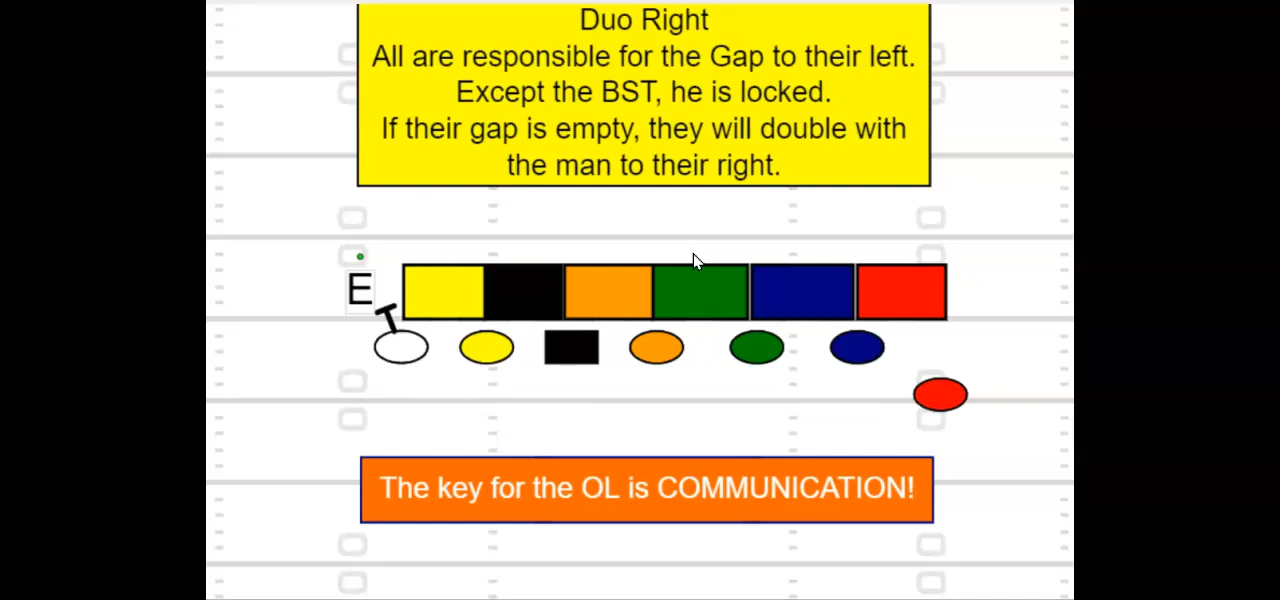 Duo Right
All are responsible for the Gap to their left.
Except the BST, he is locked.
If their gap is empty, they will double with
the man to their right.
E
The key for the OL is COMMUNICATION!